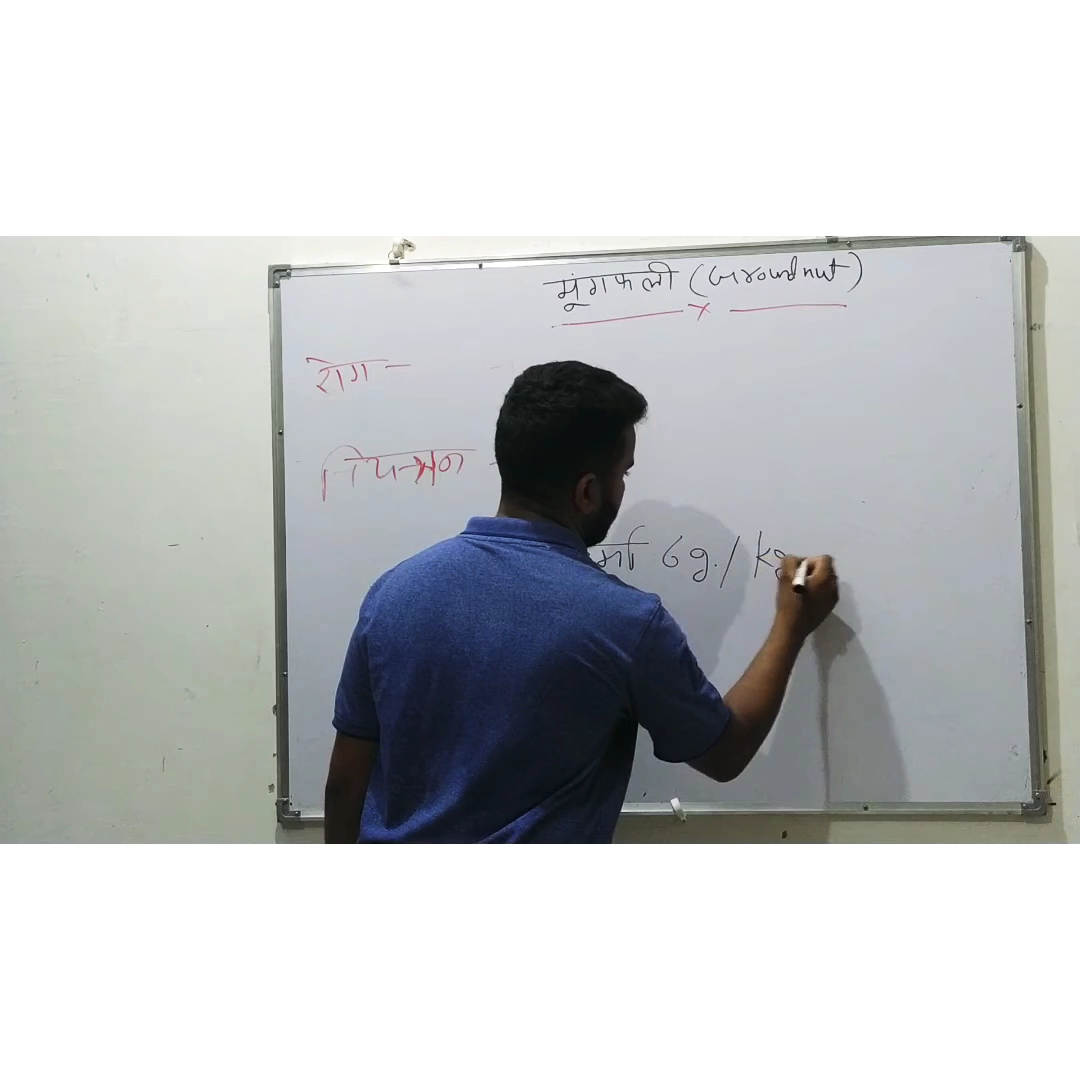 मूंगफली (Groundnut)
x
रोग -
नियन्त्रण -
र्मा 6g./kg